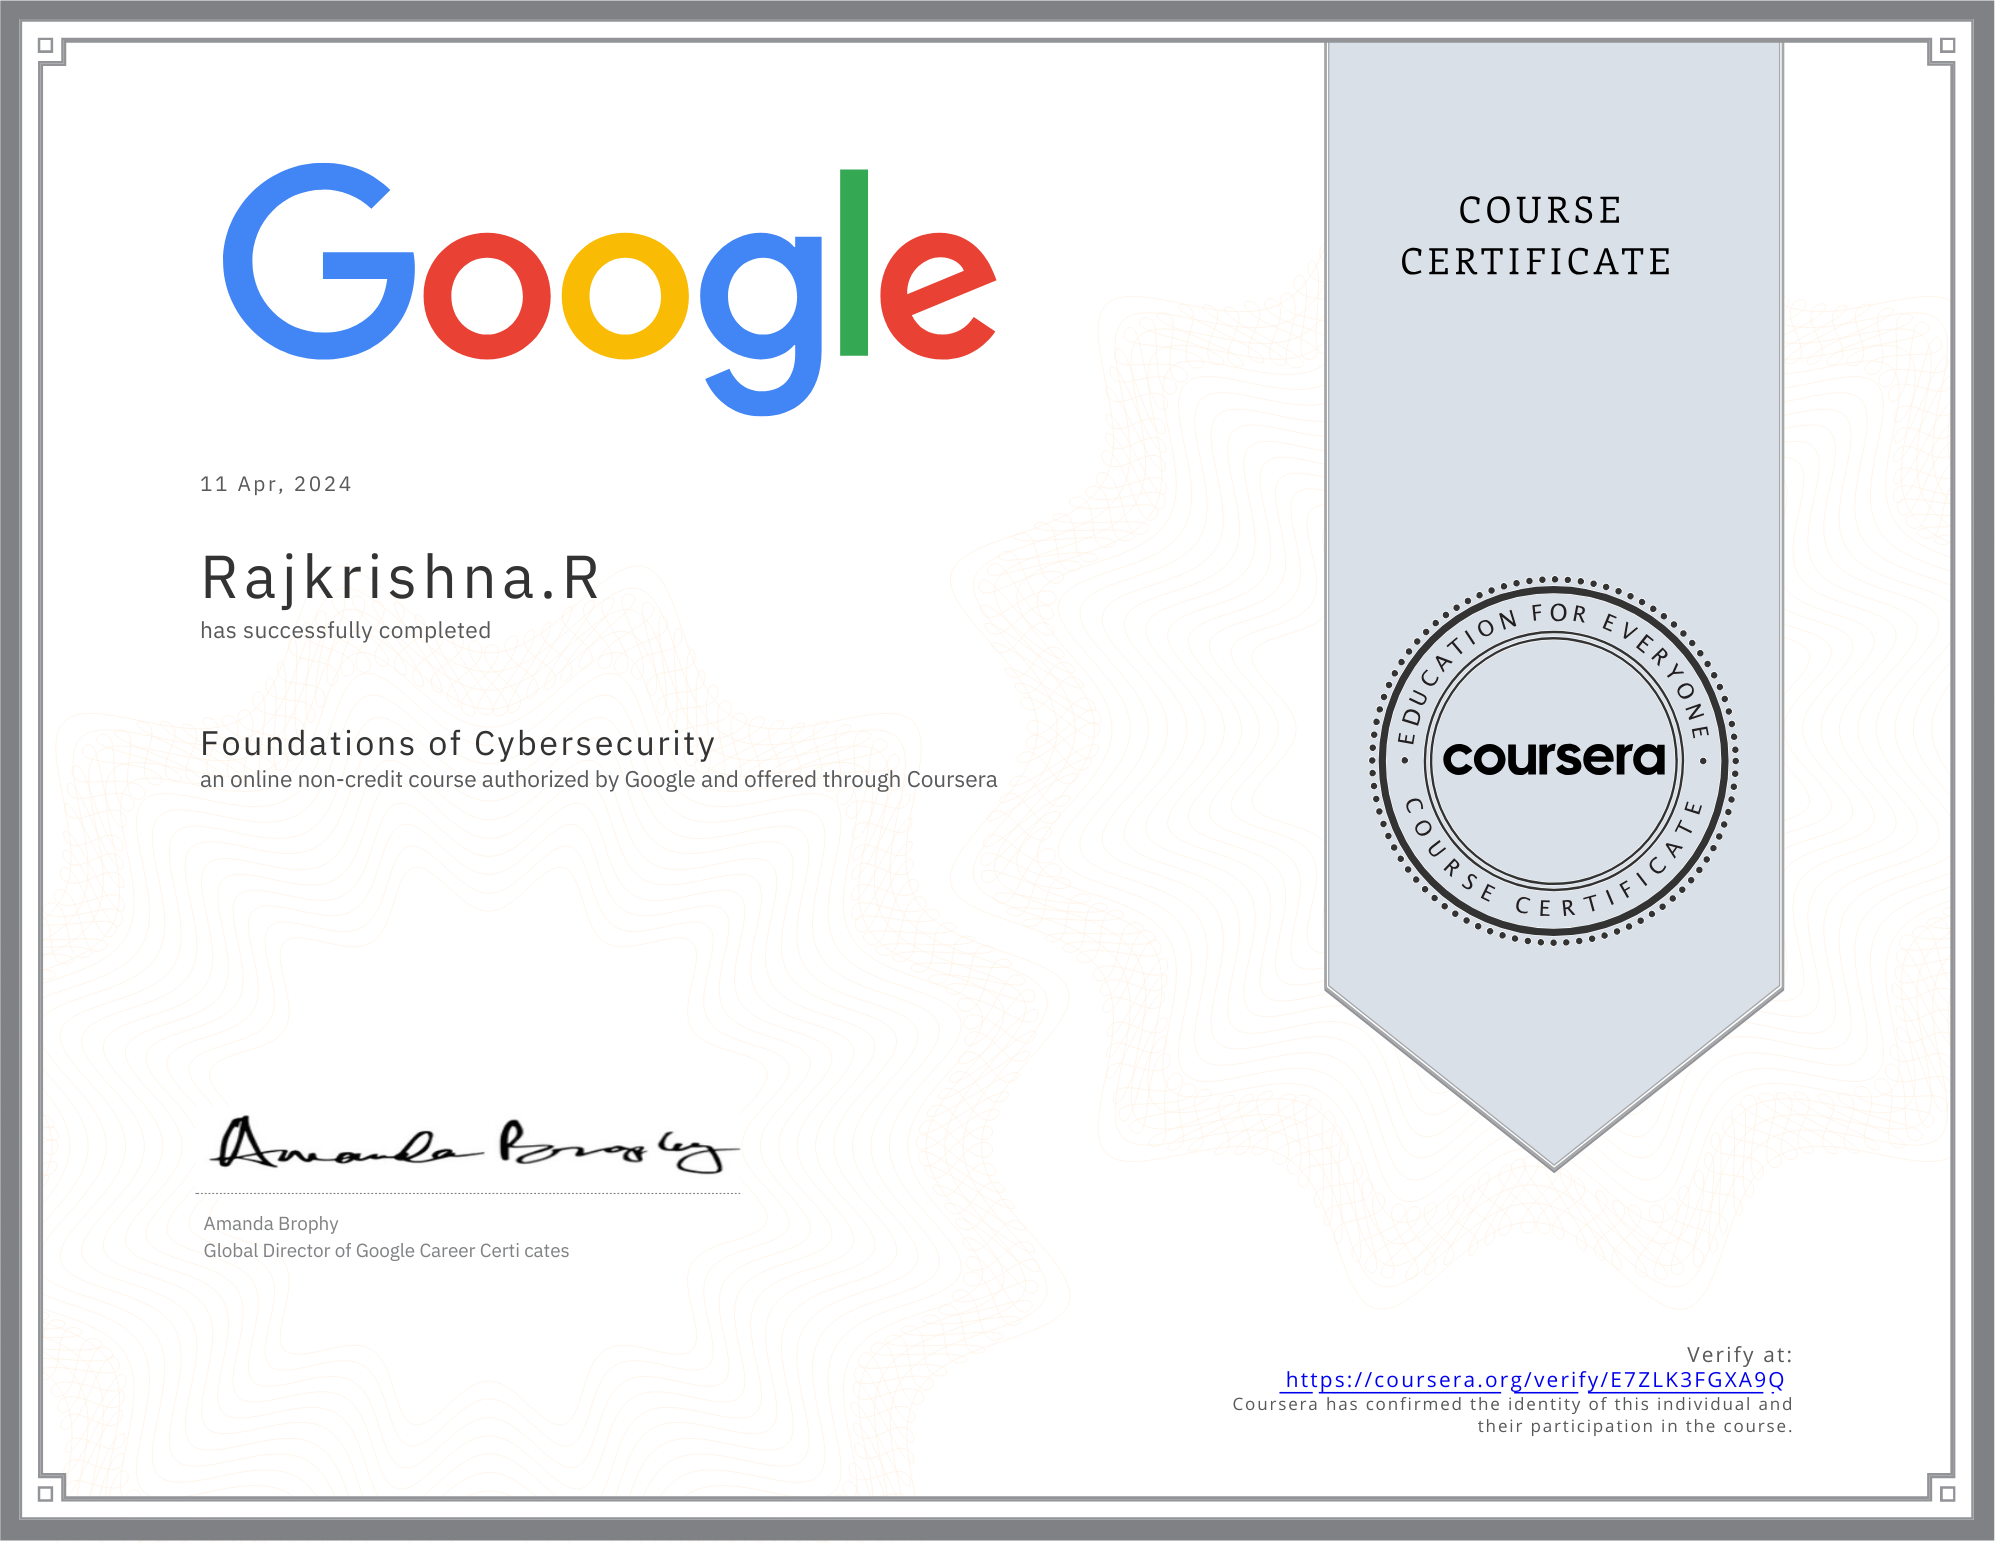 Google
COURSE
CERTIFICATE
11 Apr, 2024
Rajkrishna.R
has successfully completed
Foundations of Cybersecurity
an online non-credit course authorized by Google and offered through Coursera
EDUCATION FOR EVERYONE
coursera
COURSE CERTIFICATE
Amanda Brophy
Amanda Brophy
Global Director of Google Career Certi cates
Verify at:
https://coursera.org/verify/E7ZLK3FGXA9Q
Coursera has confirmed the identity of this individual and
their participation in the course.